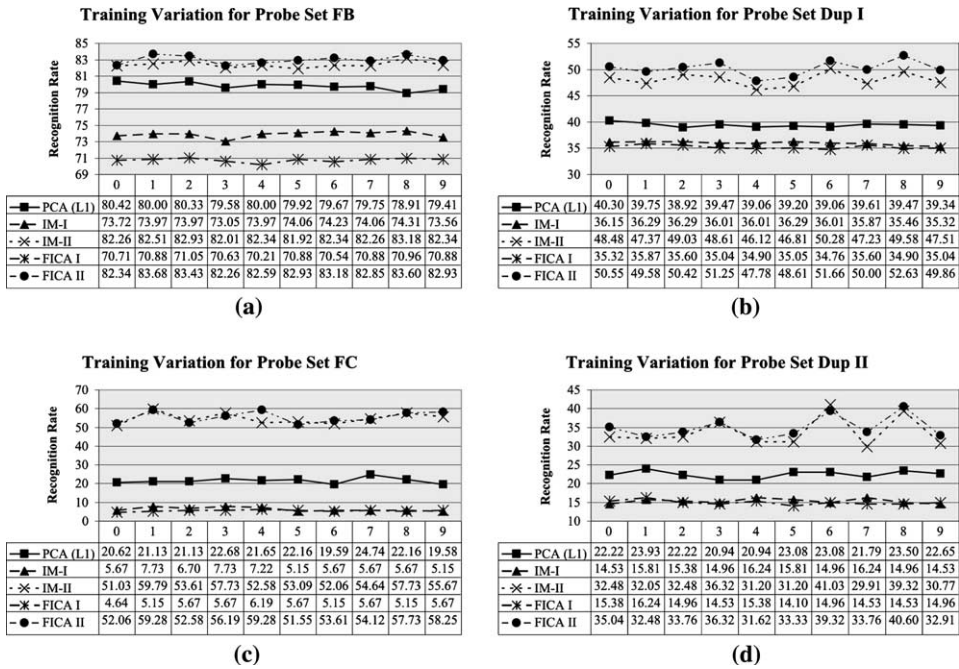 Training Variation for Probe Set FB
Recognition Rate
85
83
81
79
77
75
73
71
69
0 1 2 3 4 5 6 7 8 9
PCA (L1) 80.42 80.00 80.33 79.58 80.00 79.92 79.67 79.75 78.91 79.41
IM-I 73.72 73.97 73.97 73.05 73.97 74.06 74.23 74.06 74.31 73.56
IM-II 82.26 82.51 82.93 82.01 82.34 81.92 82.34 82.26 83.18 82.34
FICA I 70.71 70.88 71.05 70.63 70.21 70.88 70.54 70.88 70.96 70.88
FICA II 82.34 83.68 83.43 82.26 82.59 82.93 83.18 82.85 83.60 82.93
(a)
Training Variation for Probe Set Dup I
Recognition Rate
55
50
45
40
35
30
0 1 2 3 4 5 6 7 8 9
PCA (L1) 40.30 39.75 38.92 39.47 39.06 39.20 39.06 39.61 39.47 39.34
IM-I 36.15 36.29 36.29 36.01 36.01 36.29 36.01 35.87 35.46 35.32
IM-II 48.48 47.37 49.03 48.61 46.12 46.81 50.28 47.23 49.58 47.51
FICA I 35.32 35.87 35.60 35.04 34.90 35.05 34.76 35.60 34.90 35.04
FICA II 50.55 49.58 50.42 51.25 47.78 48.61 51.66 50.00 52.63 49.86
(b)
Training Variation for Probe Set FC
Recognition Rate
70
60
50
40
30
20
10
0
0 1 2 3 4 5 6 7 8 9
PCA (L1) 20.62 21.13 21.13 22.68 21.65 22.16 19.59 24.74 22.16 19.58
IM-I 5.67 7.73 6.70 7.73 7.22 5.15 5.67 5.67 5.67 5.15
IM-II 51.03 59.79 53.61 57.73 52.58 53.09 52.06 54.64 57.73 55.67
FICA I 4.64 5.15 5.67 5.67 6.19 5.67 5.15 5.67 5.15 5.67
FICA II 52.06 59.28 52.58 56.19 59.28 51.55 53.61 54.12 57.73 58.25
(c)
Training Variation for Probe Set Dup II
Recognition Rate
45
40
35
30
25
20
15
10
0 1 2 3 4 5 6 7 8 9
PCA (L1) 22.22 23.93 22.22 20.94 20.94 23.08 23.08 21.79 23.50 22.65
IM-I 14.53 15.81 15.38 14.96 16.24 15.81 14.96 16.24 14.96 14.53
IM-II 32.48 32.05 32.48 36.32 31.20 31.20 41.03 29.91 39.32 30.77
FICA I 15.38 16.24 14.96 14.53 15.38 14.10 14.96 14.53 14.53 14.96
FICA II 35.04 32.48 33.76 36.32 31.62 33.33 39.32 33.76 40.60 32.91
(d)